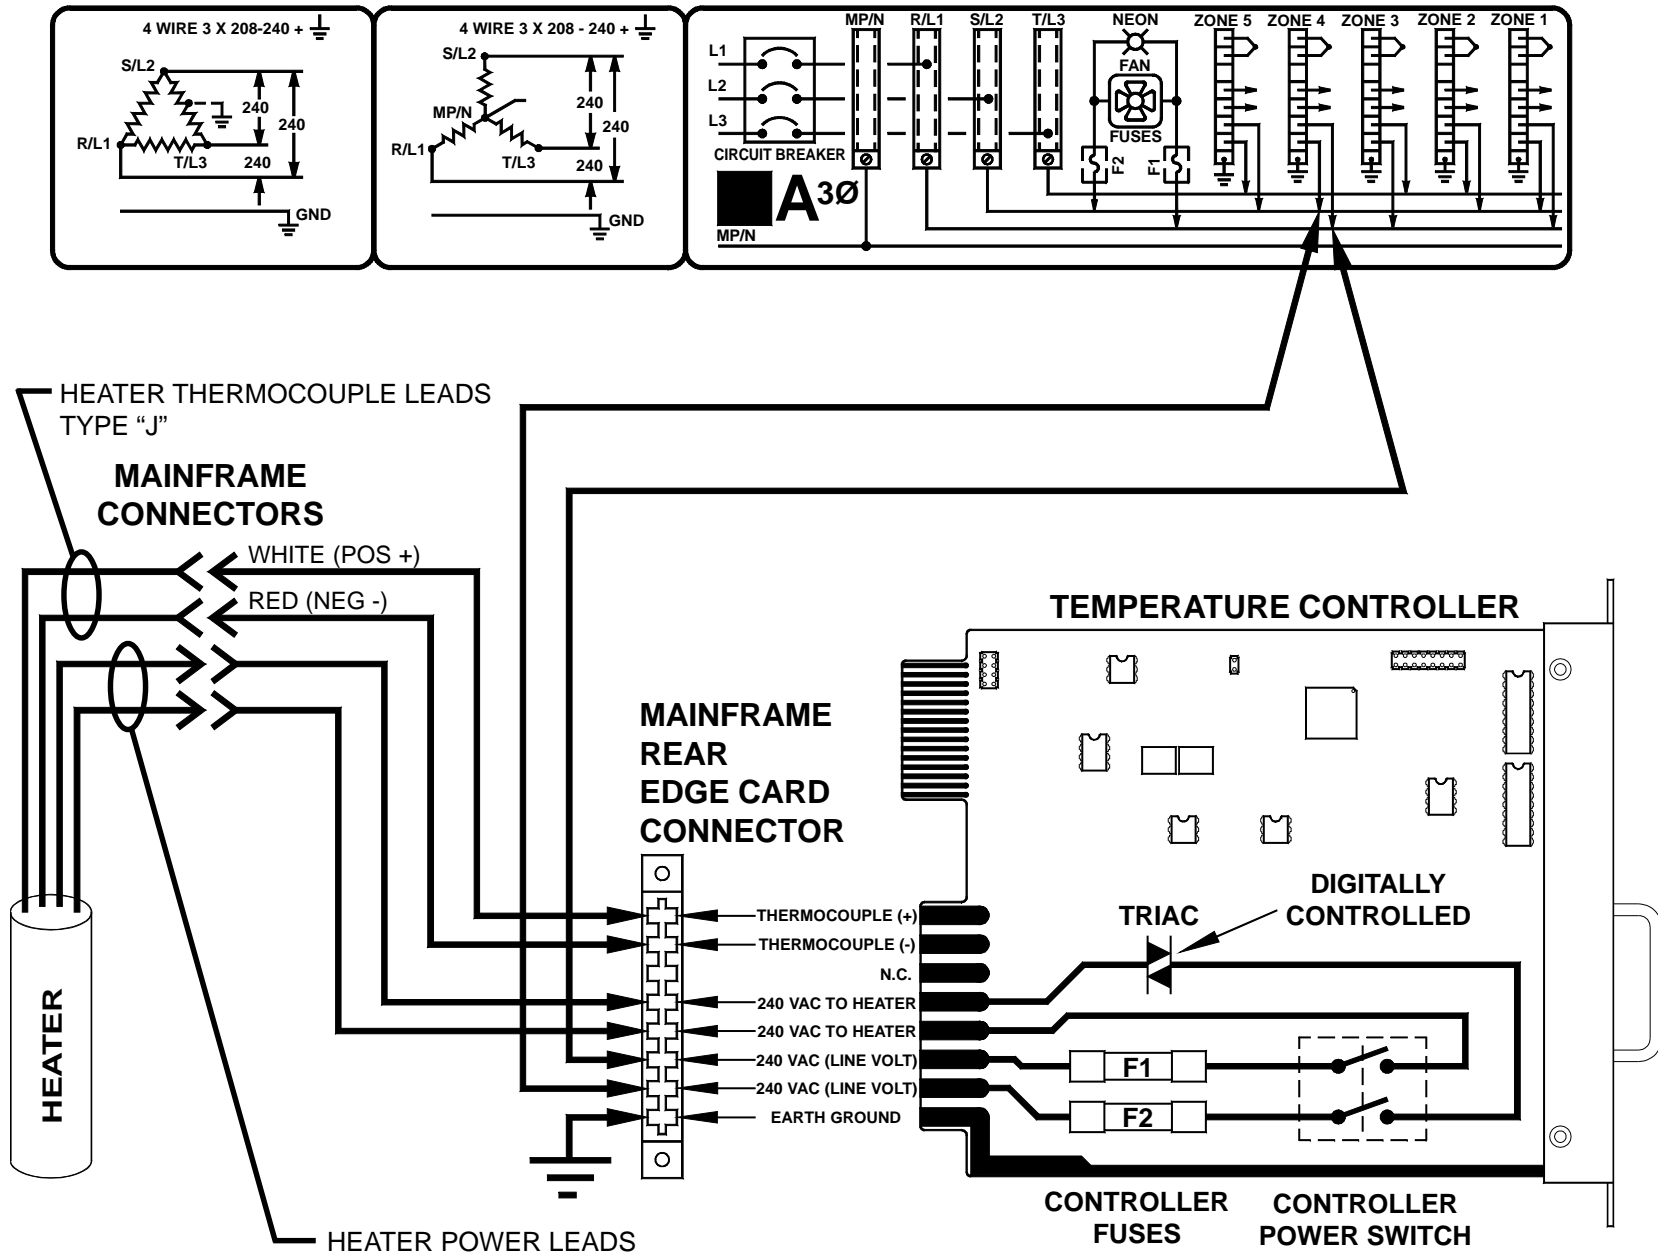 4 WIRE 3 X 208-240 +
S/L2
240
240
R/L1
T/L3
240
GND
4 WIRE 3 X 208 - 240 +
S/L2
240
MP/N
240
R/L1
T/L3
240
GND
MP/N R/L1 S/L2 T/L3 NEON ZONE 5 ZONE 4 ZONE 3 ZONE 2 ZONE 1
L1
L2
L3
FAN
FUSES
CIRCUIT BREAKER
F2
F1
A3Ø
MP/N
HEATER THERMOCOUPLE LEADS
TYPE “J”
MAINFRAME
CONNECTORS
WHITE (POS +)
RED (NEG -)
TEMPERATURE CONTROLLER
MAINFRAME
REAR
EDGE CARD
CONNECTOR
DIGITALLY
CONTROLLED
TRIAC
THERMOCOUPLE (+)
THERMOCOUPLE (-)
N.C.
240 VAC TO HEATER
240 VAC TO HEATER
240 VAC (LINE VOLT)
240 VAC (LINE VOLT)
EARTH GROUND
F1
F2
HEATER
CONTROLLER
FUSES
CONTROLLER
POWER SWITCH
HEATER POWER LEADS